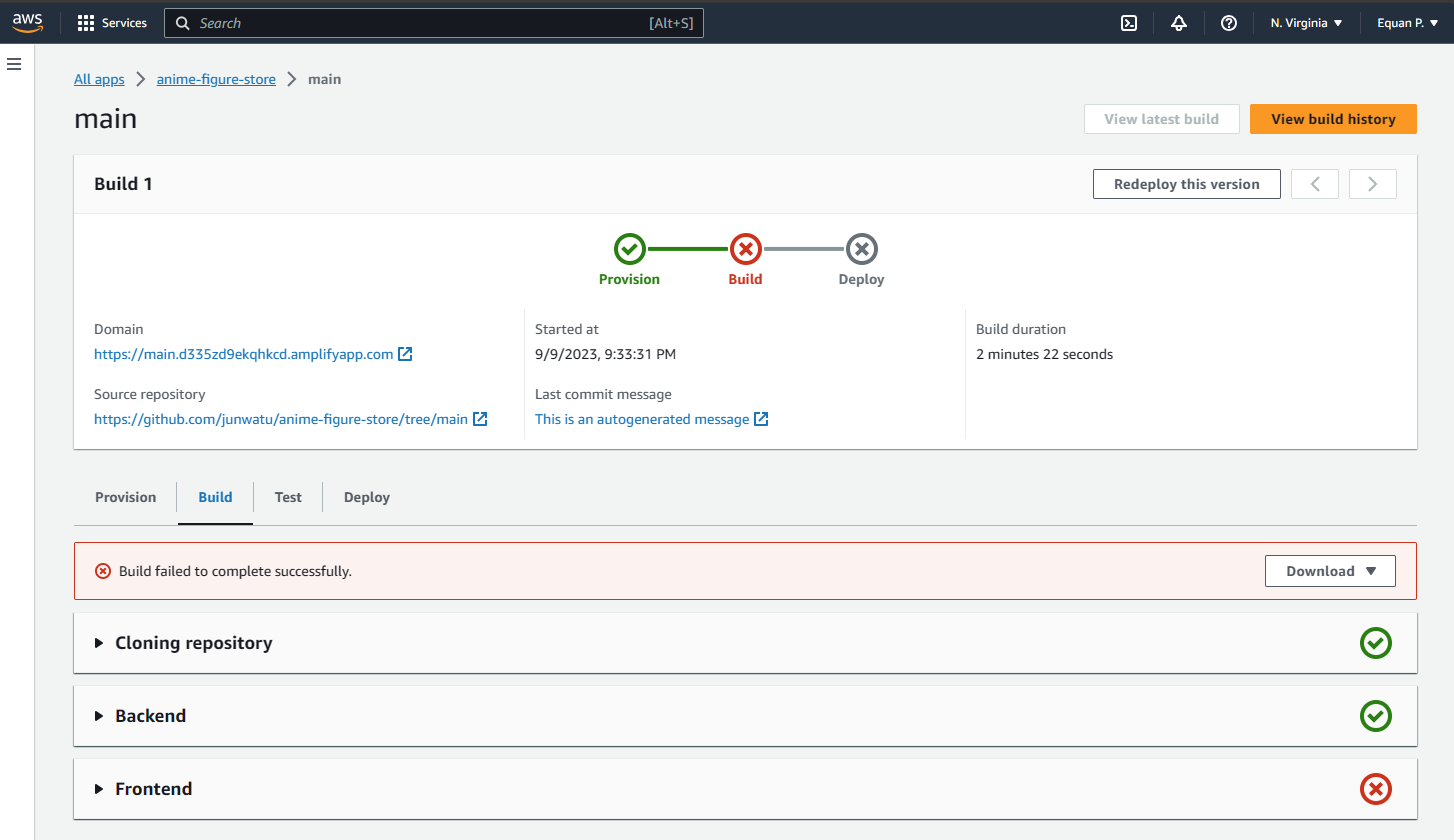 aws Services Search [Alt+S] N. Virginia Equan P.
All apps anime-figure-store main
main View latest build View build history
Build 1 Redeploy this version
Provision Build Deploy
Domain Started at Build duration
https://main.d335zd9ekqhkcd.amplifyapp.com 9/9/2023, 9:33:31 PM 2 minutes 22 seconds
Source repository Last commit message
https://github.com/junwatu/anime-figure-store/tree/main This is an autogenerated message
Provision Build Test Deploy
Build failed to complete successfully. Download
Cloning repository
Backend
Frontend